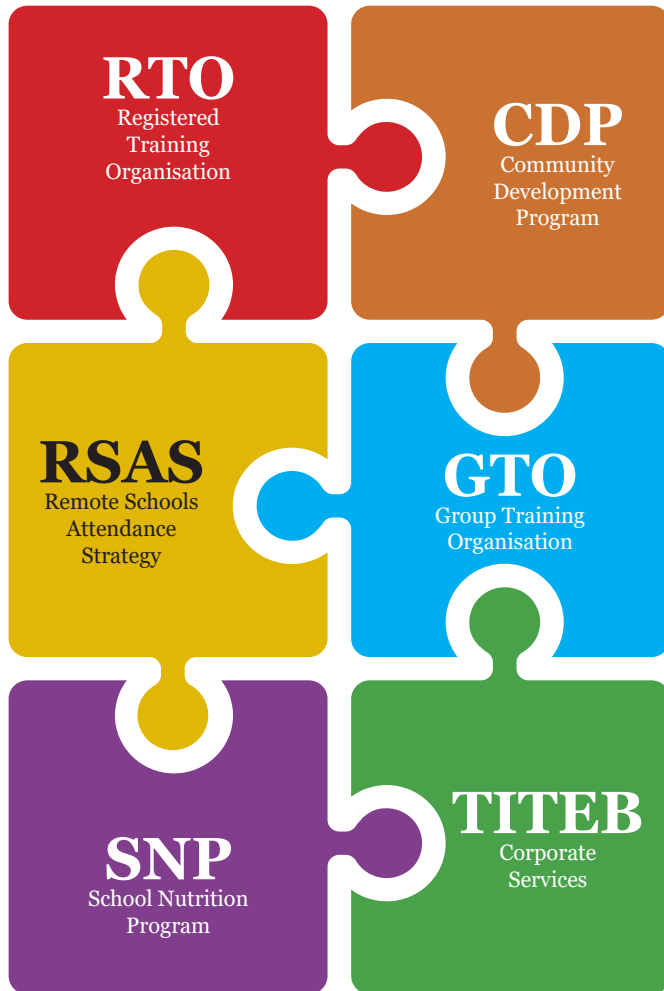 RTO
Registered
Training
Organisation
CDP
Community
Development
Program
RSAS
Remote Schools
Attendance
Strategy
GTO
Group Training
Organisation
SNP
School Nutrition
Program
TITEB
Corporate
Services